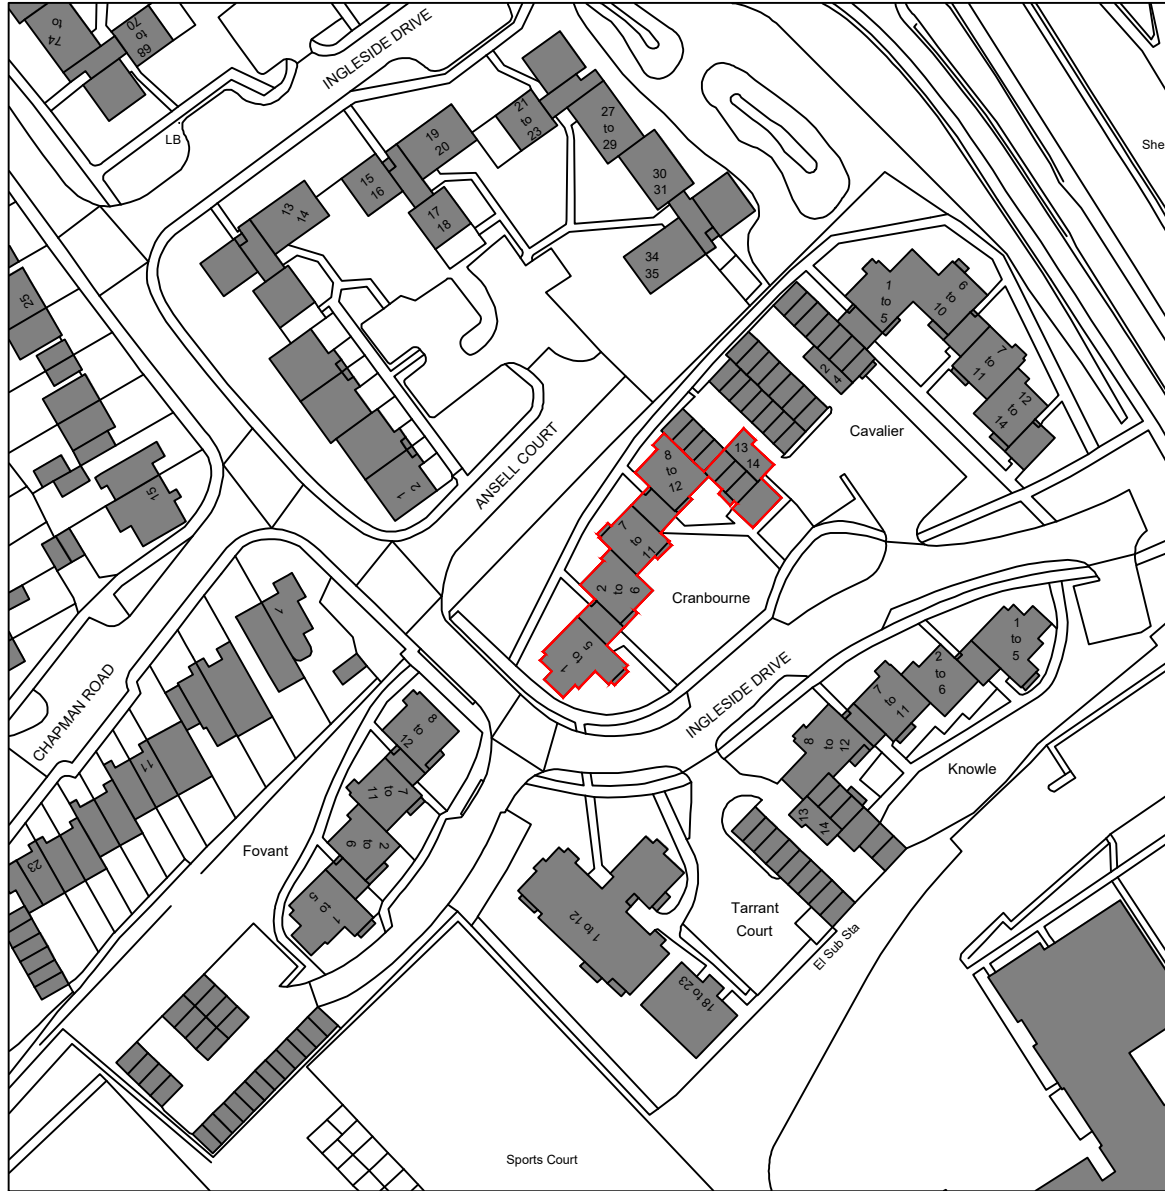 74
to
70
to
68
INGLESIDE DRIVE
LB
21
to
23
27
to
29
19
20
30
31
15
16
13
14
17
18
34
35
She
25
15
1
to
5
6
to
10
7
to
11
12
to
14
2
4
Cavalier
ANSELL COURT
1
2
13
14
8
to
12
7
to
11
2
to
6
1
to
5
Cranbourne
INGLESIDE DRIVE
1
to
5
2
to
6
7
to
11
8
to
12
13
14
Knowle
CHAPMAN ROAD
1
11
23
8
to
12
7
to
11
2
to
6
1
to
5
Fovant
1 to 12
18 to 23
Tarrant
Court
El Sub Sta
Sports Court